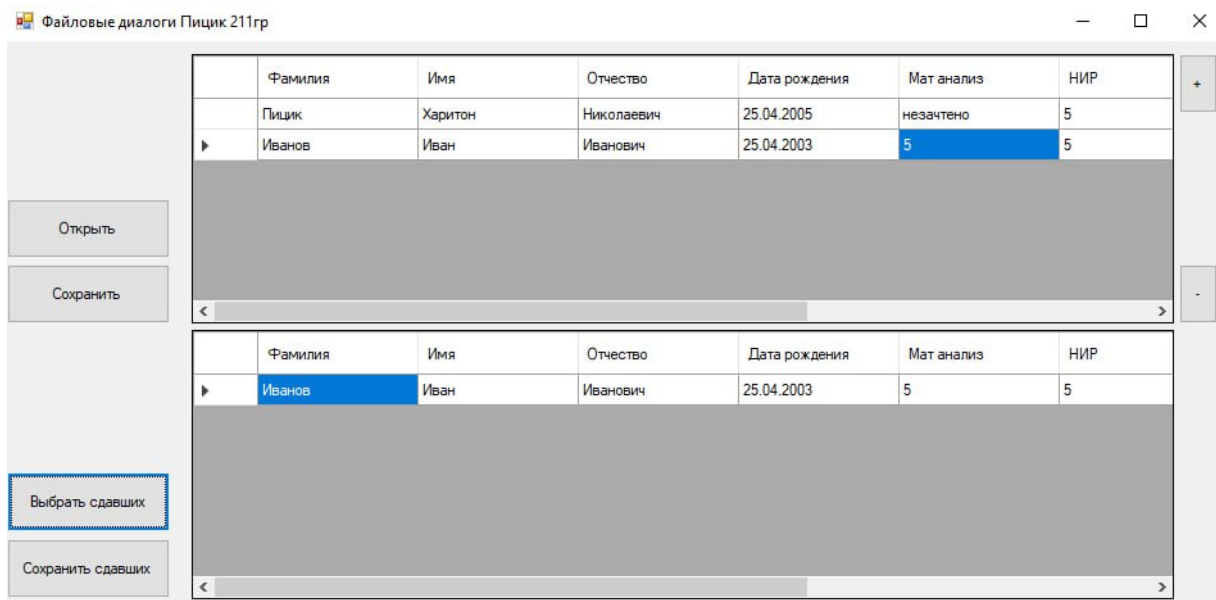 Файловые диалоги Пицик 211гр
Фамилия Имя Отчество Дата рождения Мат анализ НИР
+
Пицик Харитон Николаевич 25.04.2005 незачтено 5
Иванов Иван Иванович 25.04.2003 5 5
Открыть
Сохранить
-
Фамилия Имя Отчество Дата рождения Мат анализ НИР
Иванов Иван Иванович 25.04.2003 5 5
Выбрать сдавших
Сохранить сдавших